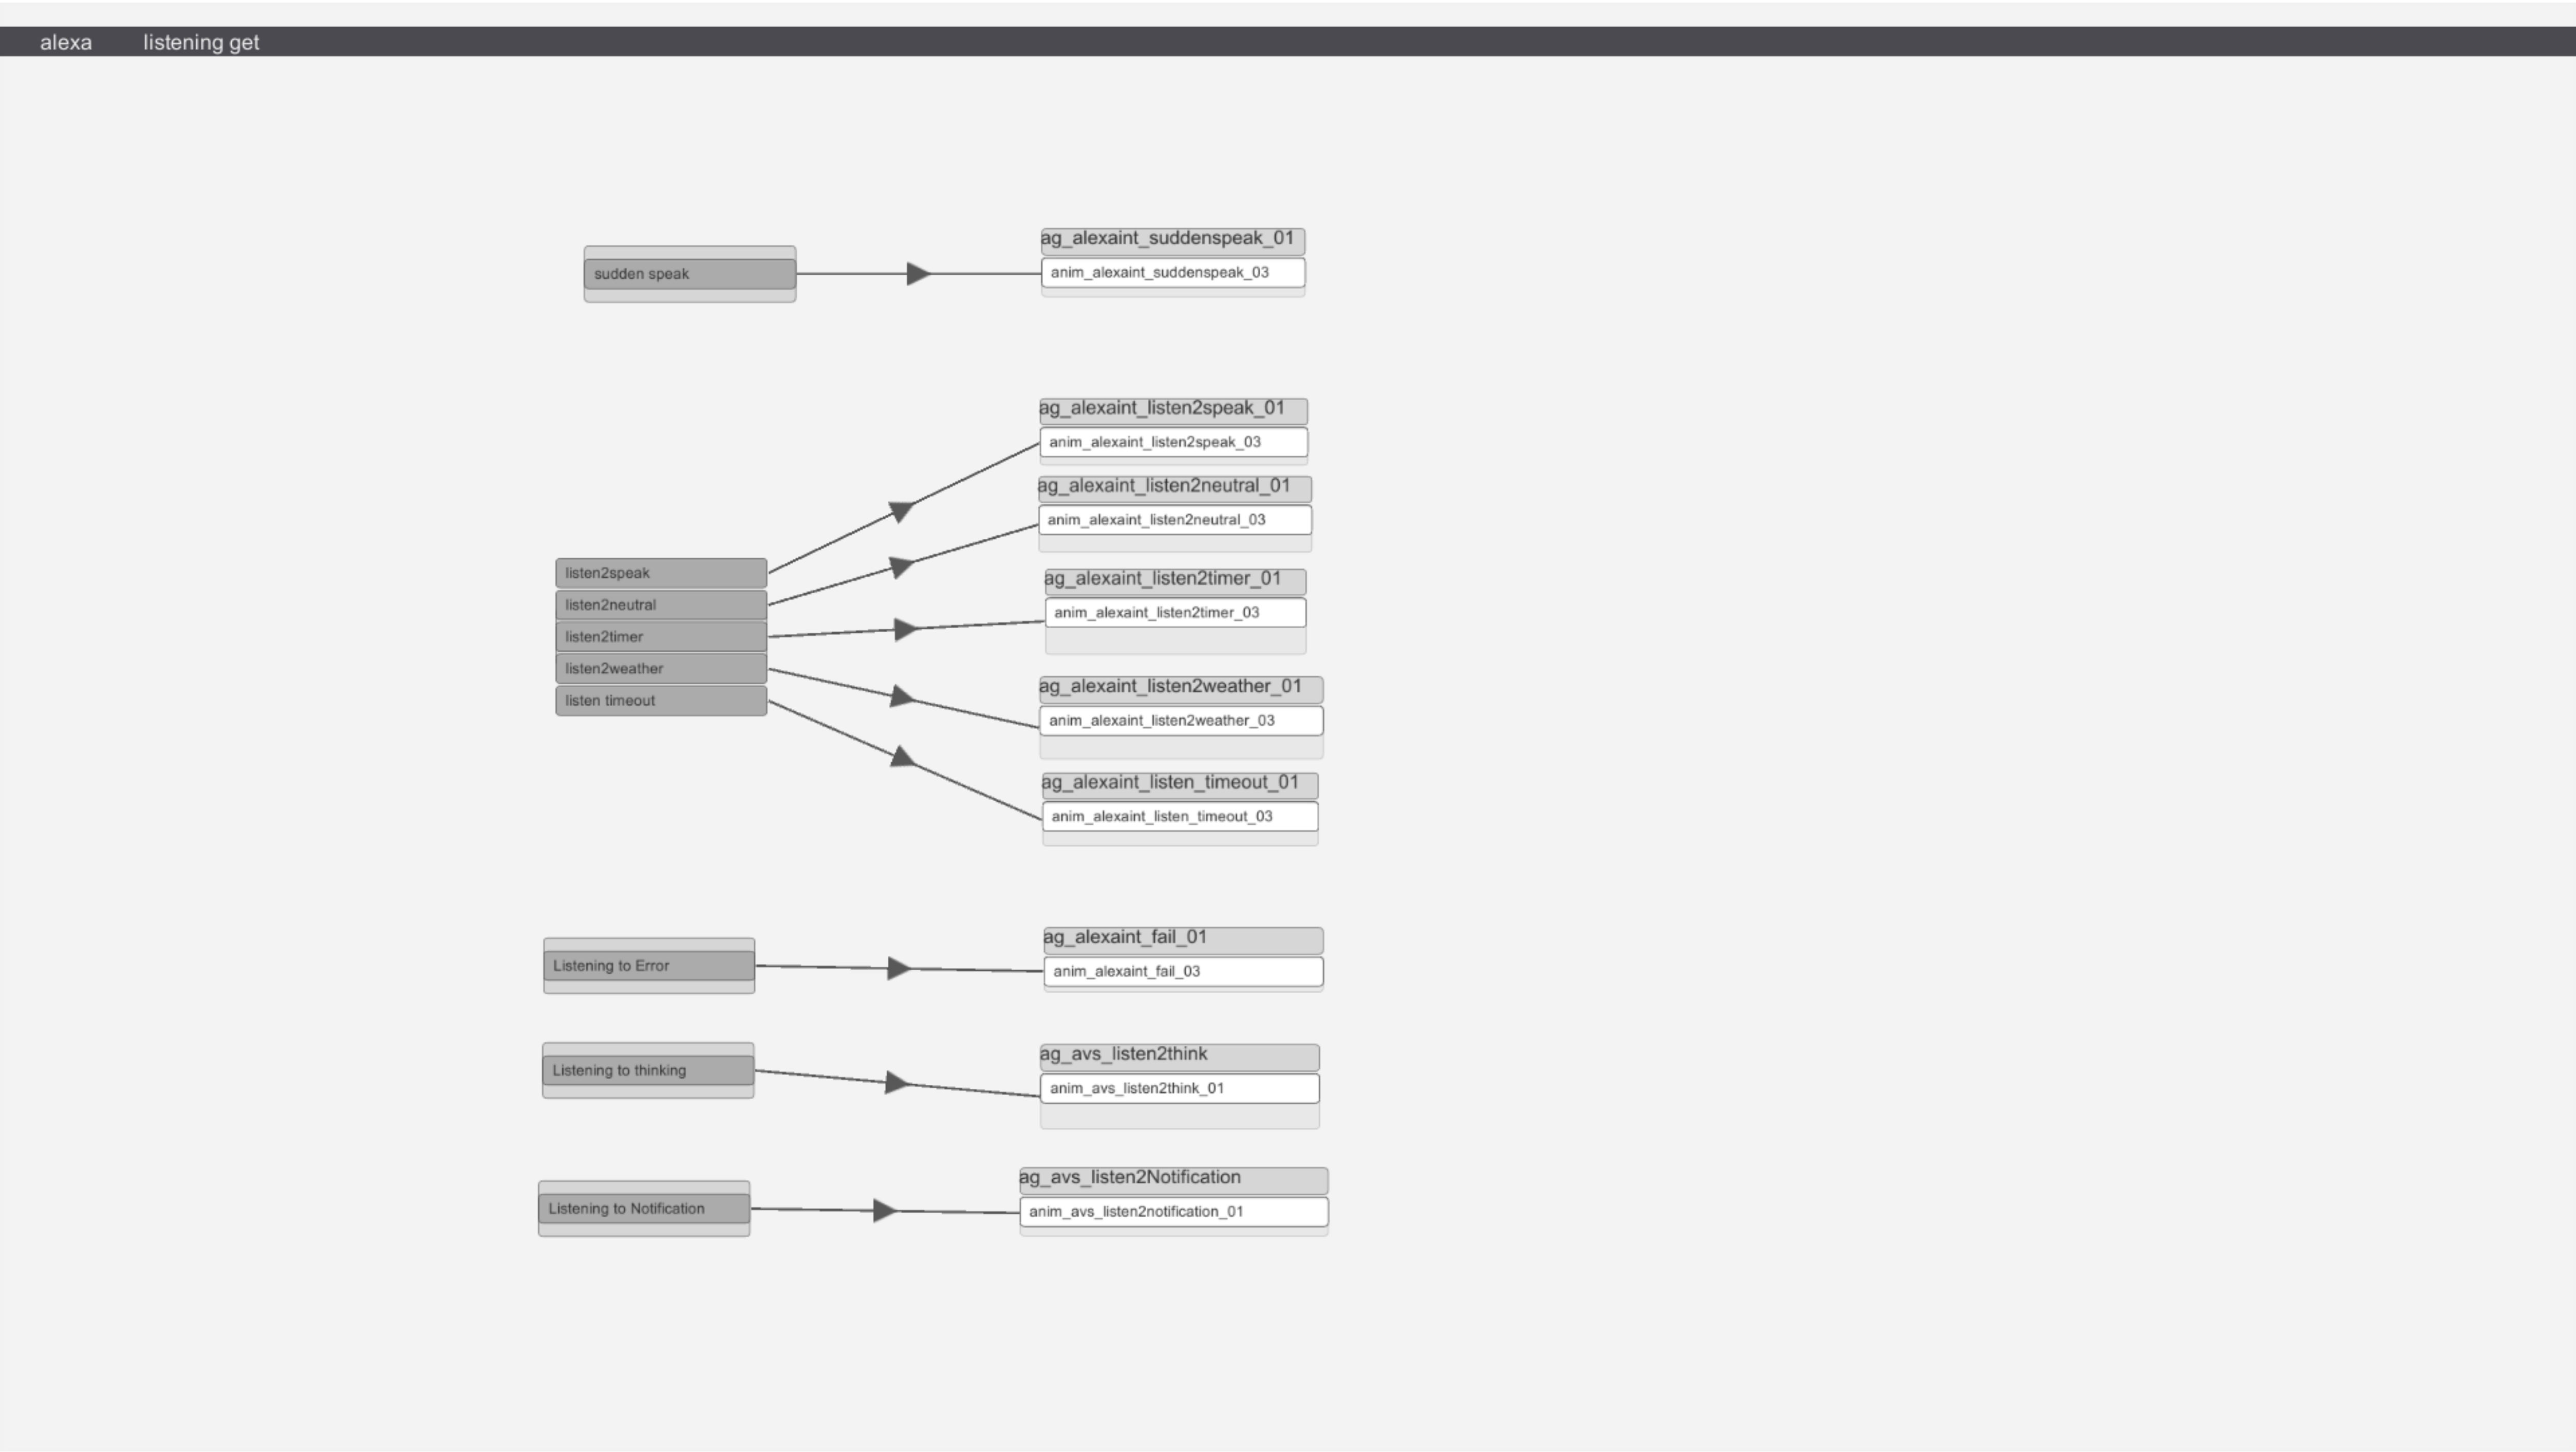 alexa listening get
ag_alexaint_suddenspeak_01
sudden speak
anim_alexaint_suddenspeak_03
ag_alexaint_listen2speak_01
anim_alexaint_listen2speak_03
ag_alexaint_listen2neutral_01
anim_alexaint_listen2neutral_03
listen2speak
listen2neutral
listen2timer
listen2weather
listen timeout
ag_alexaint_listen2timer_01
anim_alexaint_listen2timer_03
ag_alexaint_listen2weather_01
anim_alexaint_listen2weather_03
ag_alexaint_listen_timeout_01
anim_alexaint_listen_timeout_03
Listening to Error
ag_alexaint_fail_01
anim_alexaint_fail_03
Listening to thinking
ag_avs_listen2think
anim_avs_listen2think_01
Listening to Notification
ag_avs_listen2Notification
anim_avs_listen2notification_01